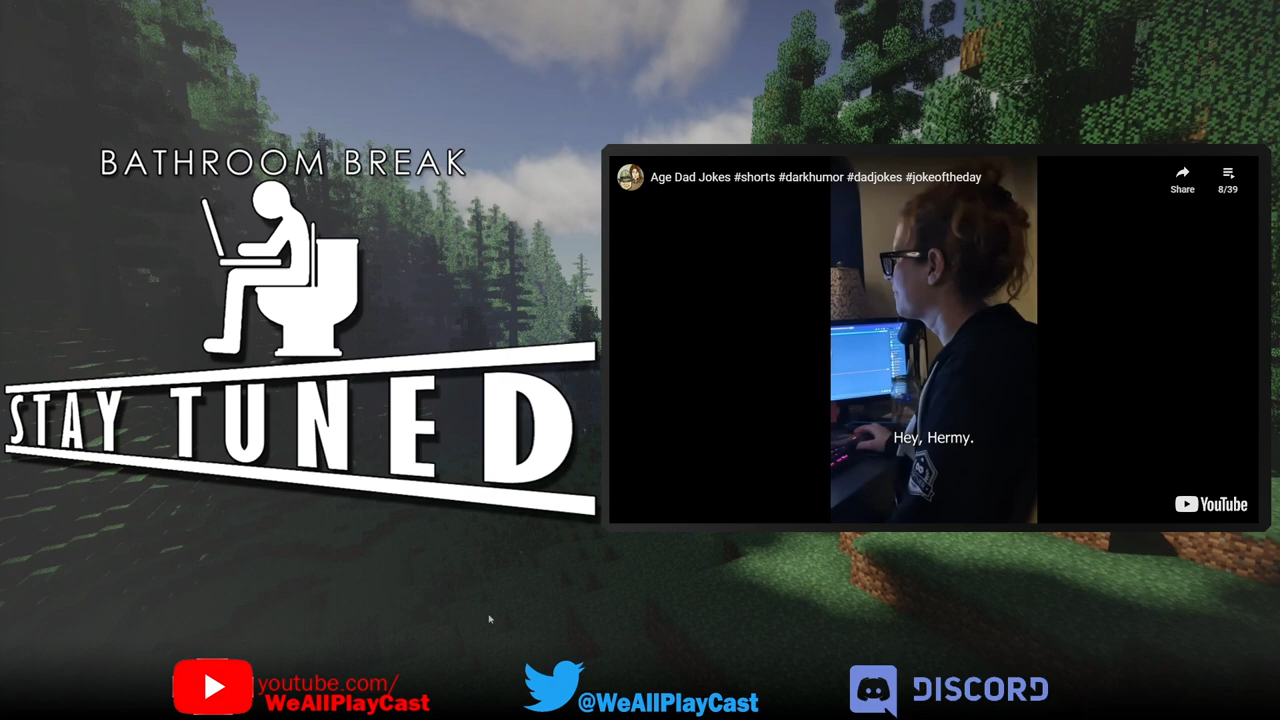 BATHROOM BREAK
STAY TUNED
Age Dad Jokes #shorts #darkhumor #dadjokes #jokeoftheday
Share
8/39
Hey, Hermy.
YouTube
youtube.com/
WeAllPlayCast
@WeAllPlayCast
DISCORD